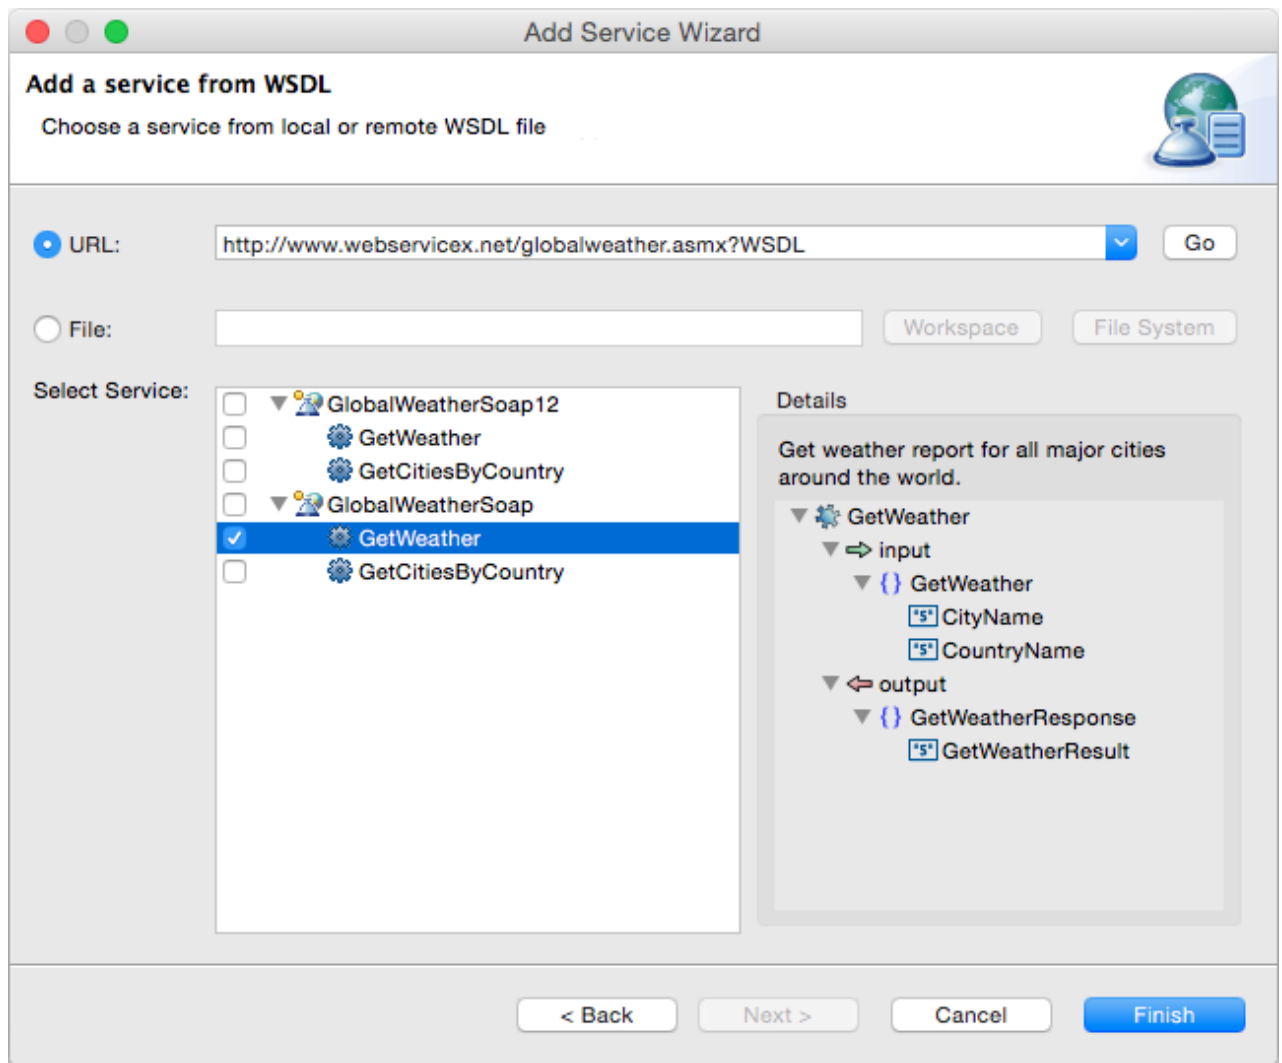 Add Service Wizard
Add a service from WSDL
Choose a service from local or remote WSDL file
URL:
http://www.webservicex.net/globalweather.asmx?WSDL
Go
File:
Workspace
File System
Select Service:
GlobalWeatherSoap12
GetWeather
GetCitiesByCountry
GlobalWeatherSoap
GetWeather
GetCitiesByCountry
Details
Get weather report for all major cities
around the world.
GetWeather
input
{} GetWeather
"S" CityName
"S" CountryName
output
{} GetWeatherResponse
"S" GetWeatherResult
< Back
Next >
Cancel
Finish